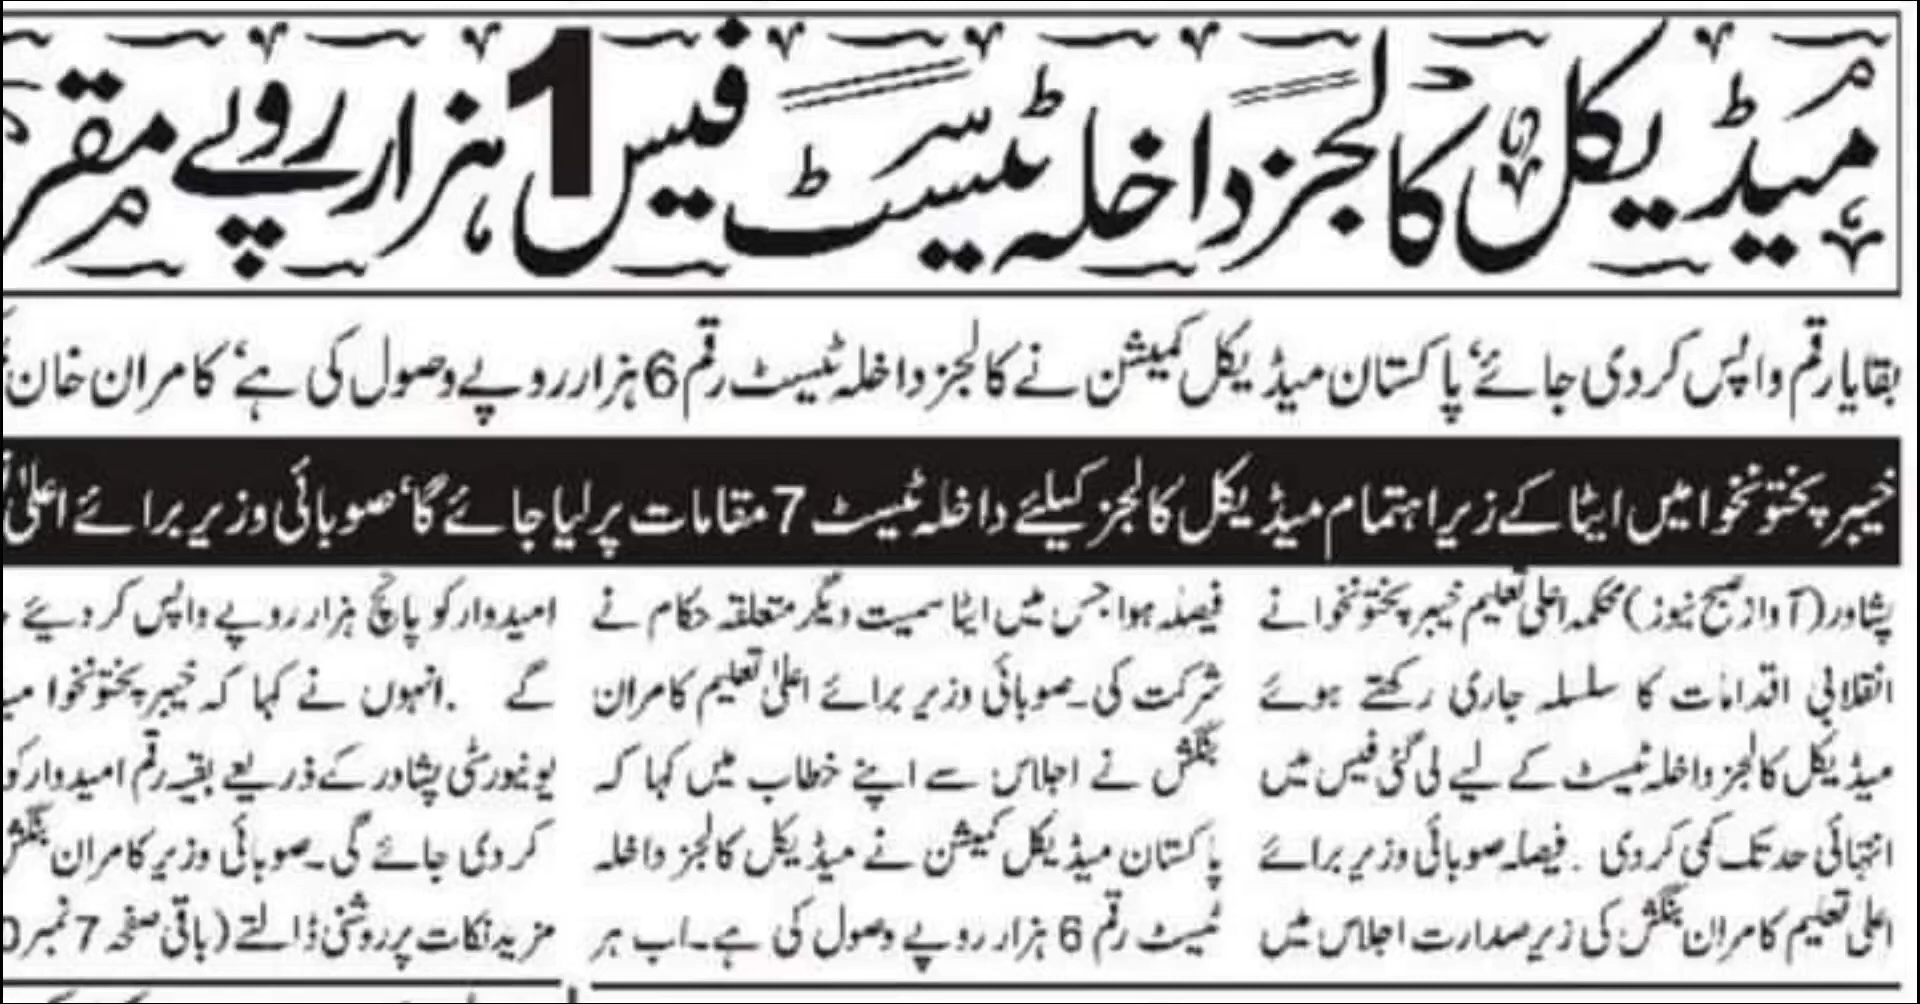 میڈیکل کالجز داخلہ ٹیسٹ فیس 1 ہزار روپے مقرر
بقایا رقم واپس کر دی جائے‘ پاکستان میڈیکل کمیشن نے کالجز داخلہ ٹیسٹ رقم 6 ہزار روپے وصول کی ہے‘ کامران خان
خیبر پختونخوا میں ایٹا کے زیر اہتمام میڈیکل کالجز کیلئے داخلہ ٹیسٹ 7 مقامات پر لیا جائے گا‘ صوبائی وزیر برائے اعلیٰ
پشاور (آواز صبح نیوز) محکمہ اعلیٰ تعلیم خیبر پختونخوا نے
انقلابی اقدامات کا سلسلہ جاری رکھتے ہوئے
میڈیکل کالجز داخلہ ٹیسٹ کے لیے لی گئی فیس میں
انتہائی حد تک کمی کر دی . فیصلہ صوبائی وزیر برائے
اعلیٰ تعلیم کامران بنگش کی زیر صدارت اجلاس میں
فیصلہ ہوا جس میں ایٹا سمیت دیگر متعلقہ حکام نے
شرکت کی۔ صوبائی وزیر برائے اعلیٰ تعلیم کامران
بنگش نے اجلاس سے اپنے خطاب میں کہا کہ
پاکستان میڈیکل کمیشن نے میڈیکل کالجز داخلہ
ٹیسٹ رقم 6 ہزار روپے وصول کی ہے۔ اب ہر
امیدوار کو پانچ ہزار روپے واپس کر دیئے
گے . انہوں نے کہا کہ خیبر پختونخوا
یونیورسٹی پشاور کے ذریعے بقیہ رقم امیدوار کو
کر دی جائے گی۔ صوبائی وزیر کامران بنگش
مزید نکات پر روشنی ڈالتے (باقی صفحہ 7 نمبر